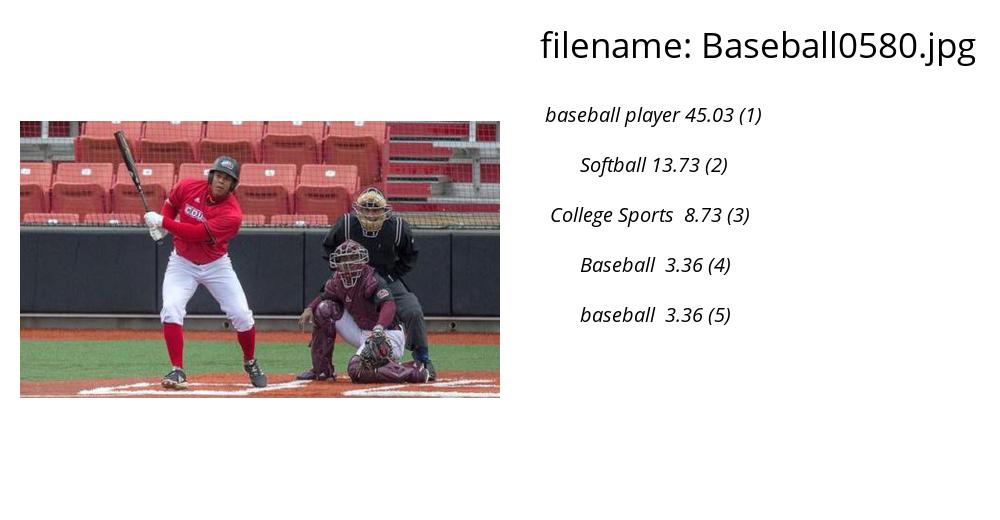 filename: Baseball0580.jpg
baseball player 45.03 (1)
Softball 13.73 (2)
College Sports 8.73 (3)
Baseball 3.36 (4)
baseball 3.36 (5)